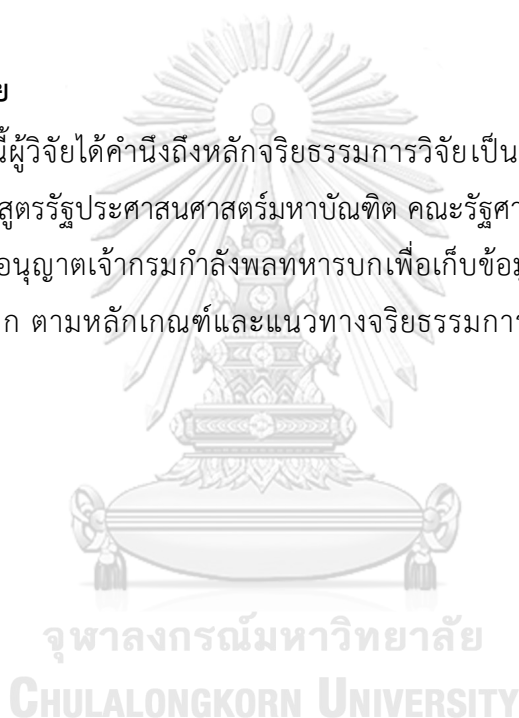 ย
นี้ผู้วิจัยได้คำนึงถึงหลักจริยธรรมการวิจัยเป็น
สูตรรัฐประศาสนศาสตร์มหาบัณฑิต คณะรัฐศา
อนุญาตเจ้ากรมกำลังพลทหารบกเพื่อเก็บข้อมู
ก ตามหลักเกณฑ์และแนวทางจริยธรรมการ
จุฬาลงกรณ์มหาวิทยาลัย
CHULALONGKORN UNIVERSITY